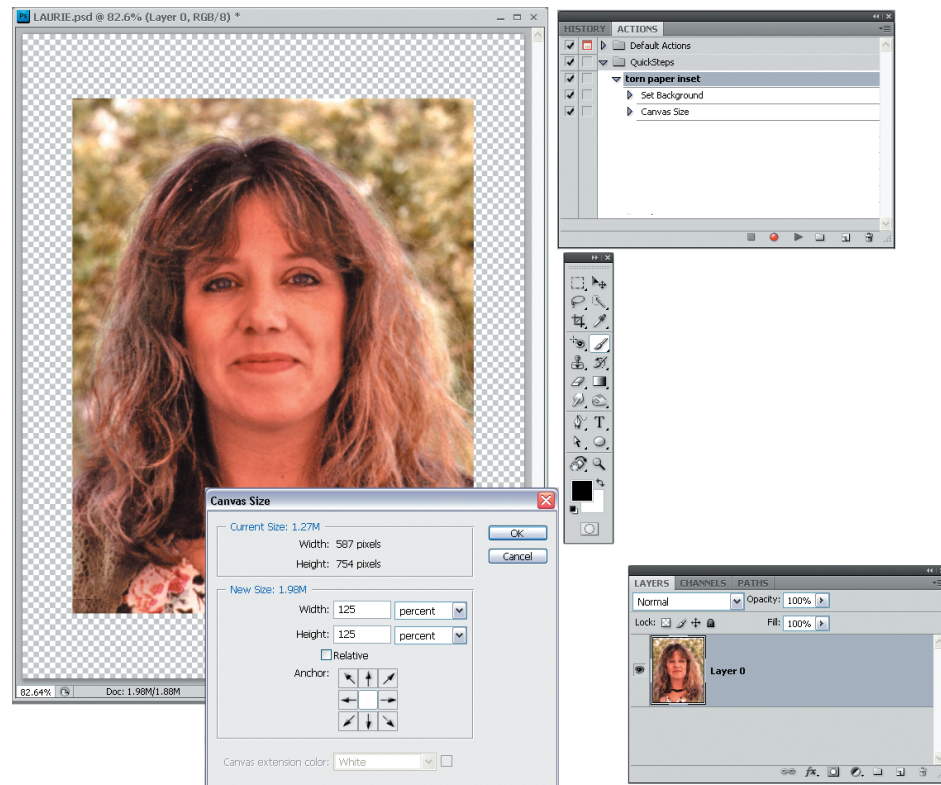 LAURIE.psd @ 82.6% (Layer 0, RGB/8) *
82.64%
Doc: 1.98M/1.88M
HISTORY ACTIONS
Default Actions
QuickSteps
torn paper inset
Set Background
Canvas Size
Canvas Size
Current Size: 1.27M
Width: 587 pixels
Height: 754 pixels
OK
Cancel
New Size: 1.98M
Width: 125 percent
Height: 125 percent
Relative
Anchor:
Canvas extension color: White
LAYERS CHANNELS PATHS
Normal Opacity: 100%
Lock: Fill: 100%
Layer 0